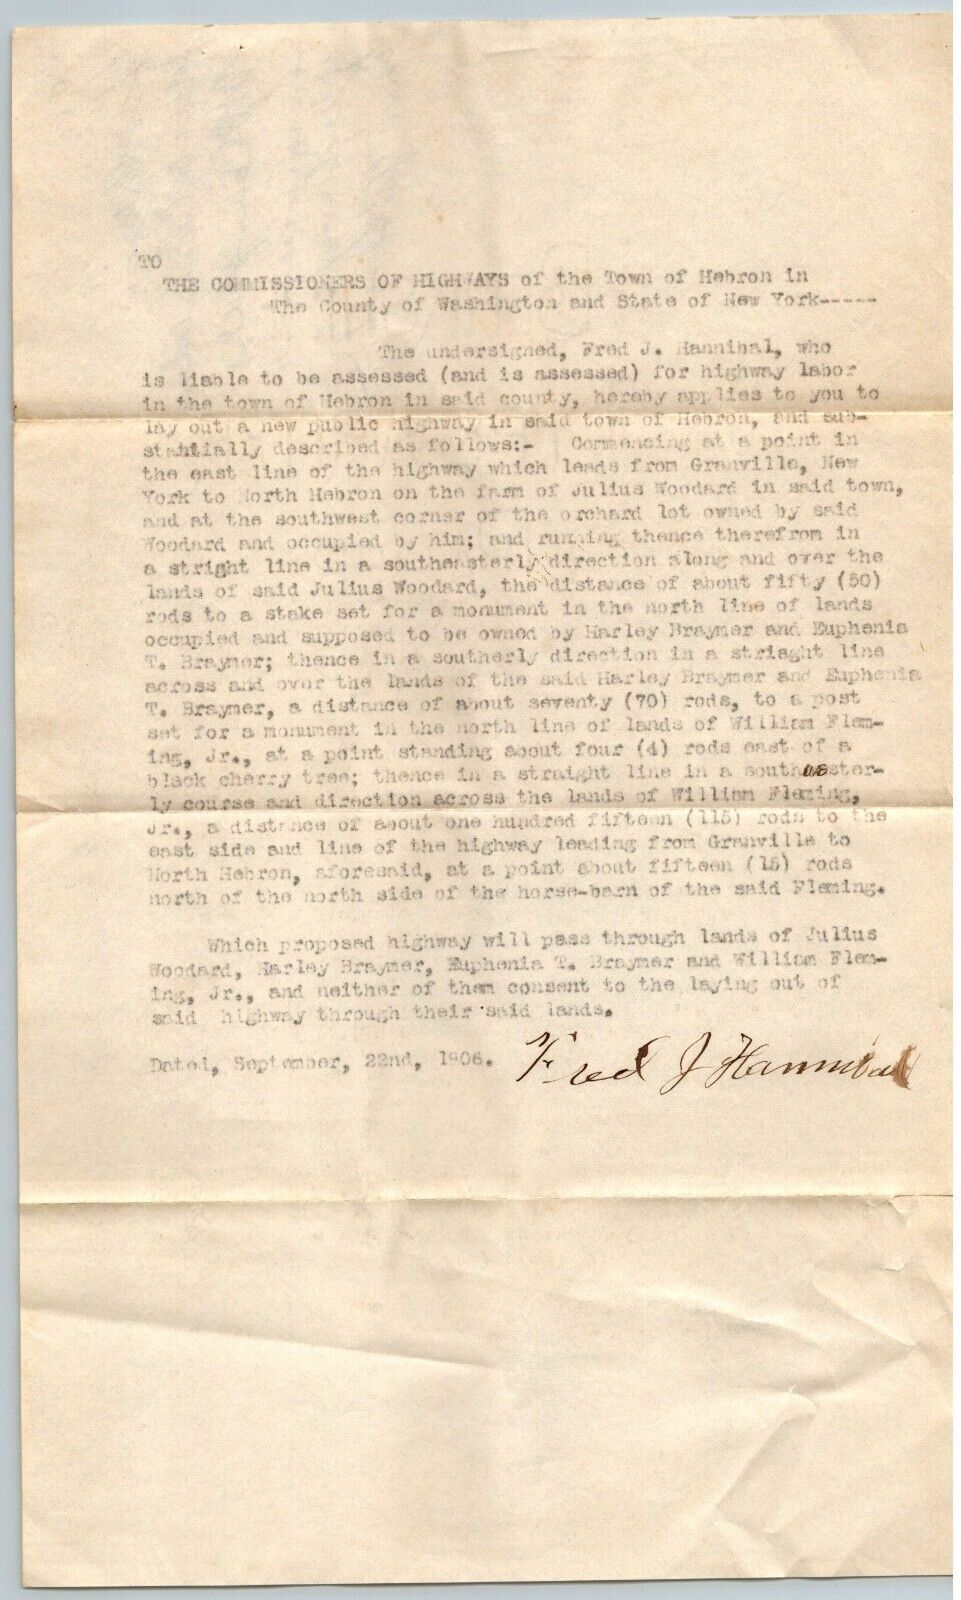 TO
THE COMMISSIONERS OF HIGHWAYS of the Town of Hebron in
The County of Washington and State of New York-----
The undersigned, Fred J. Hannibal, who
is liable to be assessed (and is assessed) for highway labor
in the town of Hebron in said county, hereby applies to you to
lay out a new public highway in said town of Hebron, and sub-
stantially described as follows:- Commencing at a point in
the east line of the highway which leads from Granville, New
York to North Hebron on the farm of Julius Woodard in said town,
and at the southwest corner of the orchard lot owned by said
Woodard and occupied by him; and running thence therefrom in
a stright line in a southeasterly direction along and over the
lands of said Julius Woodard, the distance of about fifty (50)
rods to a stake set for a monument in the north line of lands
occupied and supposed to be owned by Harley Braymer and Euphenia
T. Braymer; thence in a southerly direction in a striaght line
across and over the lands of the said Harley Braymer and Euphenia
T. Braymer, a distance of about seventy (70) rods, to a post
set for a monument in the north line of lands of William Flem-
ing, Jr., at a point standing about four (4) rods east of a
black cherry tree; thence in a straight line in a southwester-
ly course and direction across the lands of William Fleming,
Jr., a distance of about one hundred fifteen (115) rods to the
east side and line of the highway leading from Granville to
North Hebron, aforesaid, at a point about fifteen (15) rods
north of the north side of the horse-barn of the said Fleming.
Which proposed highway will pass through lands of Julius
Woodard, Harley Braymer, Euphenia T. Braymer and William Flem-
ing, Jr., and neither of them consent to the laying out of
said highway through their said lands.
Dated, September, 22nd, 1906. Fred J Hannibal